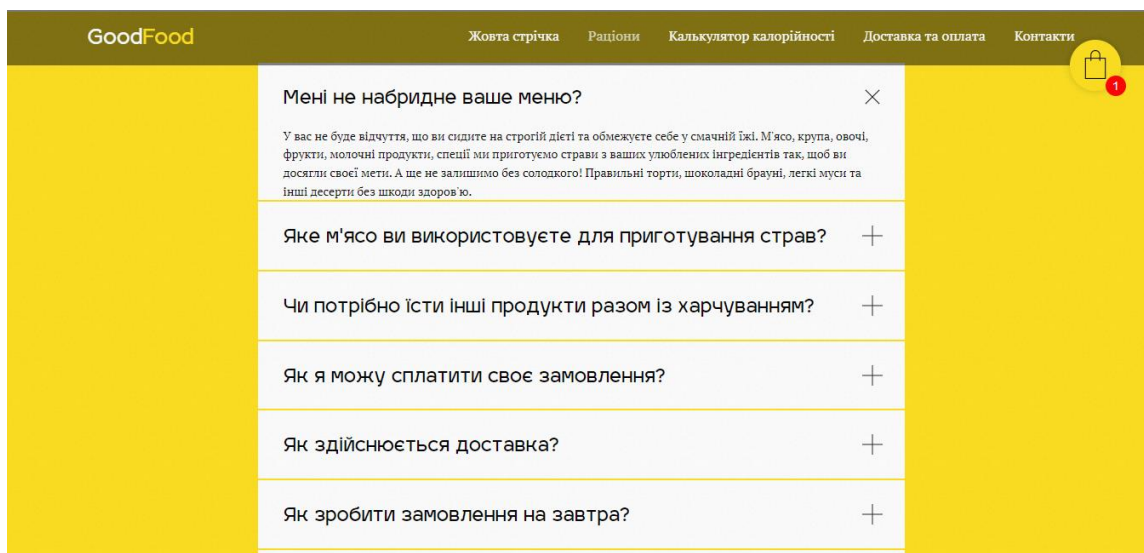 GoodFood Жовта стрічка Раціони Калькулятор калорійності Доставка та оплата Контакти
1
Мені не набридне ваше меню?
У вас не буде відчуття, що ви сидите на строгій дієті та обмежуєте себе у смачній їжі. М'ясо, крупа, овочі,
фрукти, молочні продукти, спеції ми приготуємо страви з ваших улюблених інгредієнтів так, щоб ви
досягли своєї мети. А ще не залишимо без солодкого! Правильні торти, шоколадні брауні, легкі муси та
інші десерти без шкоди здоров'ю.
Яке м'ясо ви використовуєте для приготування страв?
Чи потрібно їсти інші продукти разом із харчуванням?
Як я можу сплатити своє замовлення?
Як здійснюється доставка?
Як зробити замовлення на завтра?